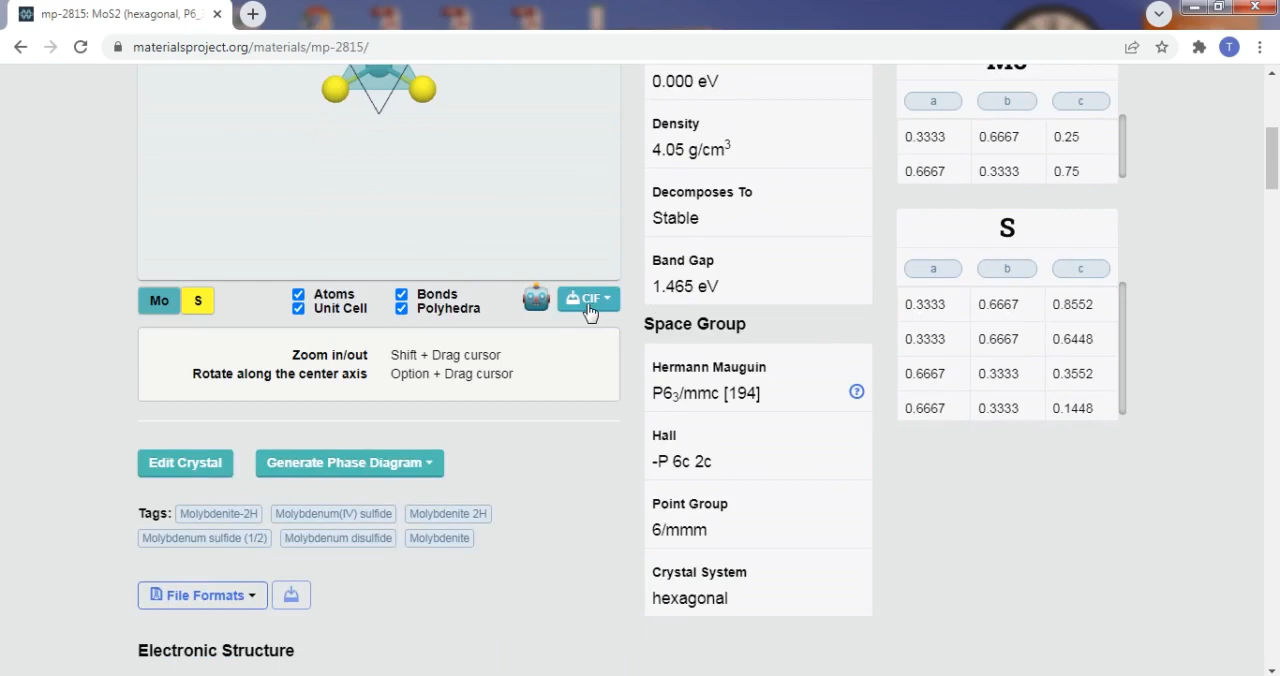 mp-2815: MoS2 (hexagonal, P6_
materialsproject.org/materials/mp-2815/
T
0.000 eV
Density
4.05 g/cm3
Decomposes To
Stable
Band Gap
1.465 eV
Mo
S
Atoms
Bonds
Unit Cell
Polyhedra
CIF
Zoom in/out Shift + Drag cursor
Rotate along the center axis Option + Drag cursor
Edit Crystal
Generate Phase Diagram
Tags: Molybdenite-2H Molybdenum(IV) sulfide Molybdenite 2H
Molybdenum sulfide (1/2) Molybdenum disulfide Molybdenite
File Formats
Electronic Structure
Space Group
Hermann Mauguin
P63/mmc [194]
?
Hall
-P 6c 2c
Point Group
6/mmm
Crystal System
hexagonal
Mo
a b c
0.3333 0.6667 0.25
0.6667 0.3333 0.75
S
a b c
0.3333 0.6667 0.8552
0.3333 0.6667 0.6448
0.6667 0.3333 0.3552
0.6667 0.3333 0.1448